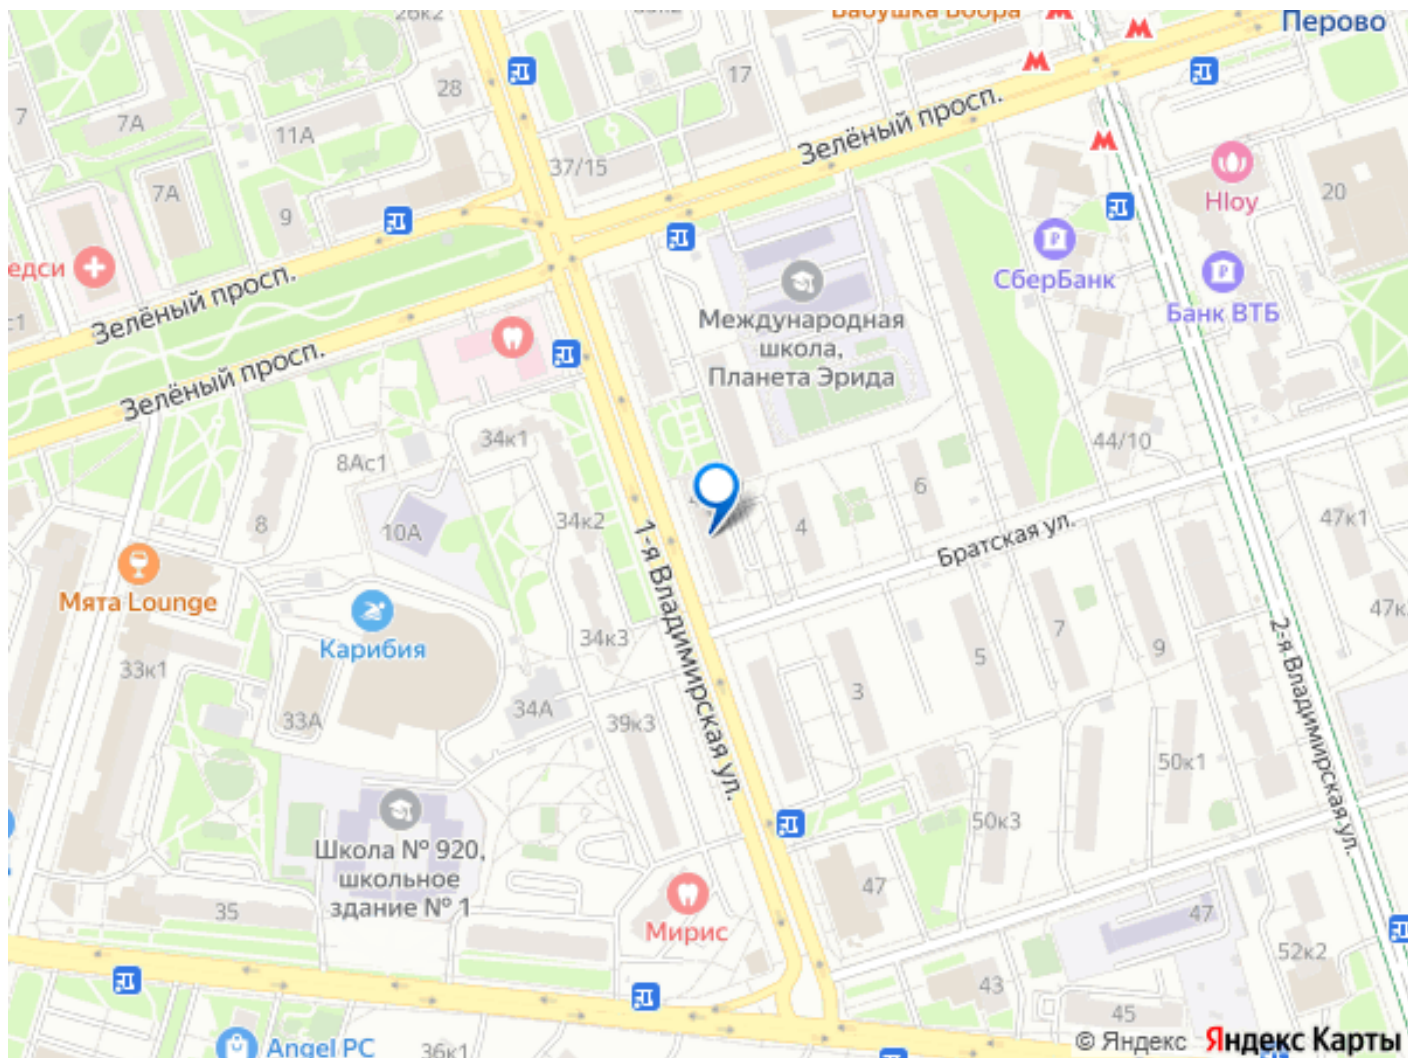 Бабушка Вобра
Перово
28
17
7
7А
11А
Зелёный просп.
37/15
7А
9
20
Hloy
едси
СберБанк
Банк ВТБ
Зелёный просп.
с1
Международная
школа,
Планета Эрида
Зелёный просп.
34к1
44/10
8Ас1
6
8
10А
34к2
4
47к1
Братская ул.
1-я Владимирская ул.
2-я Владимирская ул.
Мята Lounge
47к
Карибия
34к3
7
9
5
33к1
3
33А
34А
39к3
50к1
50к3
Школа № 920,
школьное
здание № 1
47
35
47
Мирис
52к2
43
45
Angel PC
36к1
© Яндекс Яндекс Карты